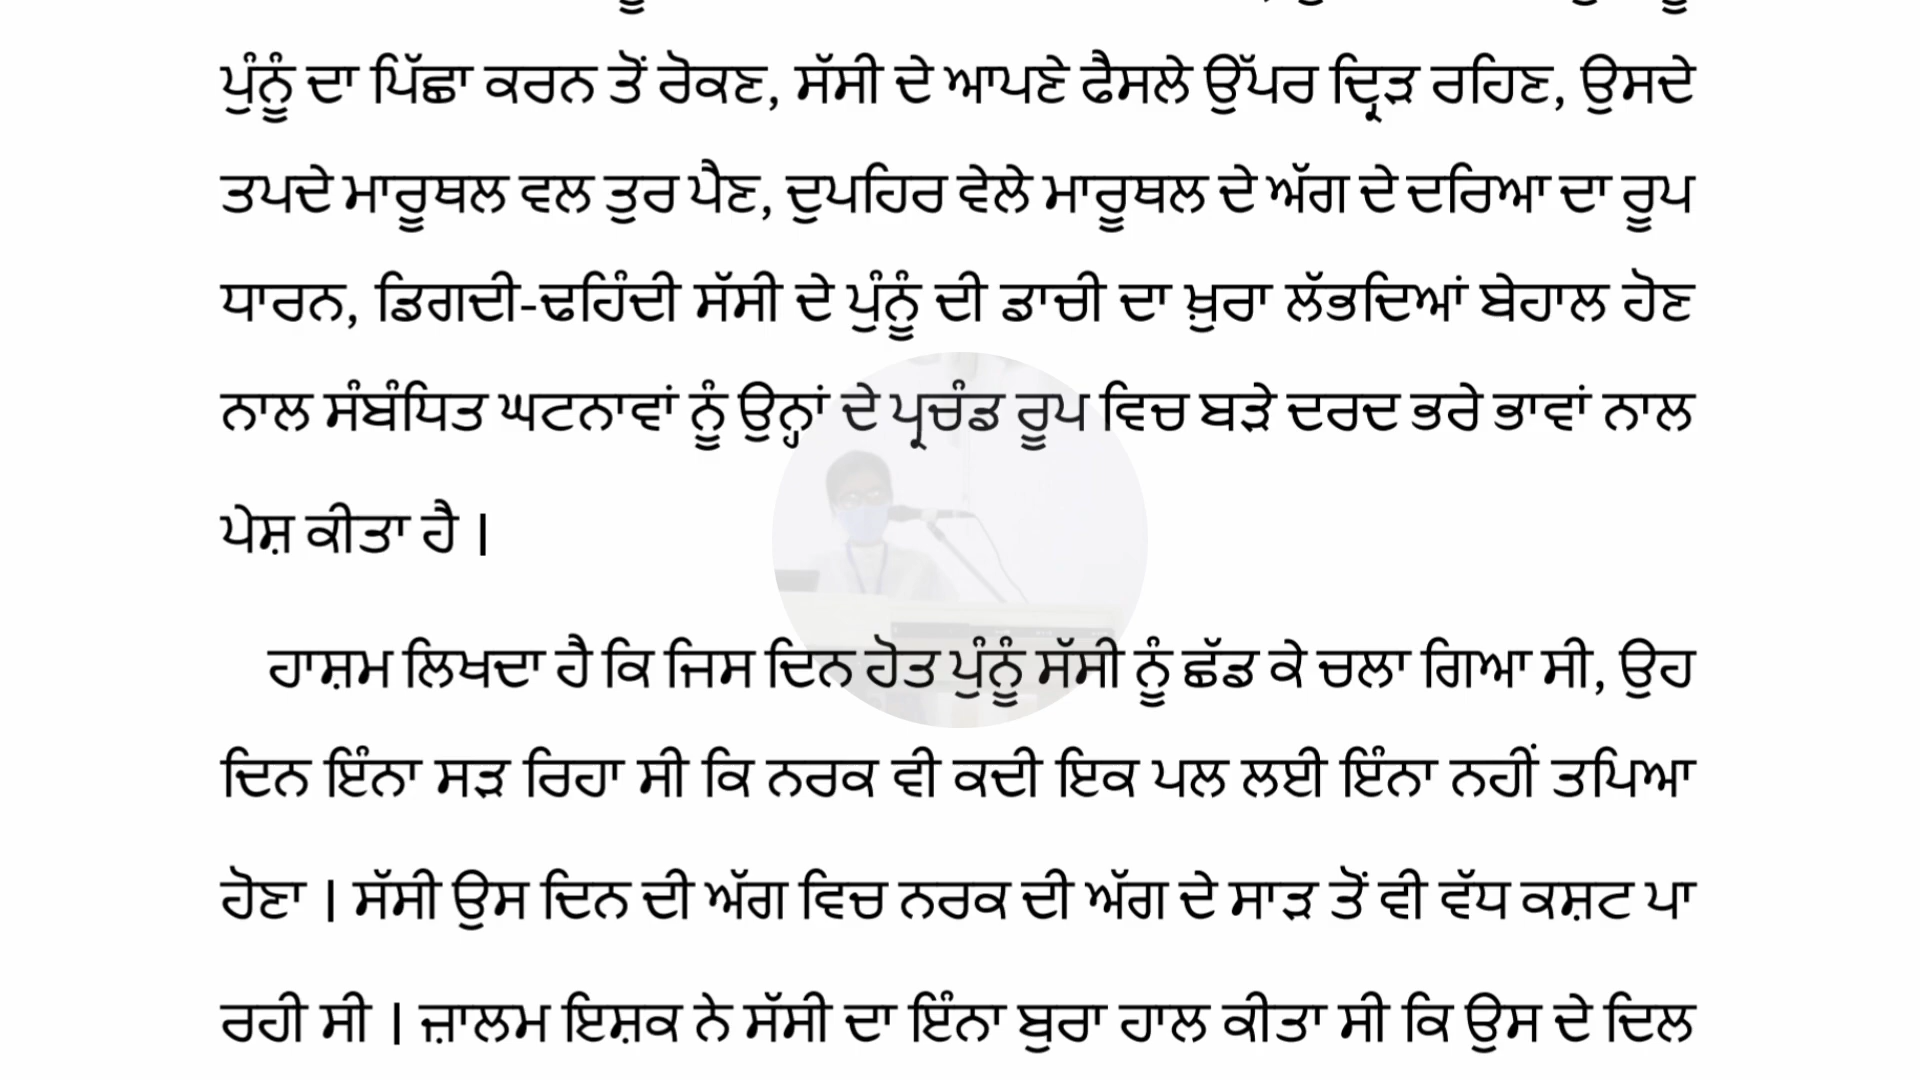 ਪੁੰਨੂੰ ਦਾ ਪਿੱਛਾ ਕਰਨ ਤੋਂ ਰੋਕਣ, ਸੱਸੀ ਦੇ ਆਪਣੇ ਫੈਸਲੇ ਉੱਪਰ ਦ੍ਰਿੜ ਰਹਿਣ, ਉਸਦੇ
ਤਪਦੇ ਮਾਰੂਥਲ ਵਲ ਤੁਰ ਪੈਣ, ਦੁਪਹਿਰ ਵੇਲੇ ਮਾਰੂਥਲ ਦੇ ਅੱਗ ਦੇ ਦਰਿਆ ਦਾ ਰੂਪ
ਧਾਰਨ, ਡਿਗਦੀ-ਢਹਿੰਦੀ ਸੱਸੀ ਦੇ ਪੁੰਨੂੰ ਦੀ ਡਾਚੀ ਦਾ ਖ਼ੁਰਾ ਲੱਭਦਿਆਂ ਬੇਹਾਲ ਹੋਣ
ਨਾਲ ਸੰਬੰਧਿਤ ਘਟਨਾਵਾਂ ਨੂੰ ਉਨ੍ਹਾਂ ਦੇ ਪ੍ਰਚੰਡ ਰੂਪ ਵਿਚ ਬੜੇ ਦਰਦ ਭਰੇ ਭਾਵਾਂ ਨਾਲ
ਪੇਸ਼ ਕੀਤਾ ਹੈ |
ਹਾਸ਼ਮ ਲਿਖਦਾ ਹੈ ਕਿ ਜਿਸ ਦਿਨ ਹੋਤ ਪੁੰਨੂੰ ਸੱਸੀ ਨੂੰ ਛੱਡ ਕੇ ਚਲਾ ਗਿਆ ਸੀ, ਉਹ
ਦਿਨ ਇੰਨਾ ਸੜ ਰਿਹਾ ਸੀ ਕਿ ਨਰਕ ਵੀ ਕਦੀ ਇਕ ਪਲ ਲਈ ਇੰਨਾ ਨਹੀਂ ਤਪਿਆ
ਹੋਣਾ | ਸੱਸੀ ਉਸ ਦਿਨ ਦੀ ਅੱਗ ਵਿਚ ਨਰਕ ਦੀ ਅੱਗ ਦੇ ਸਾੜ ਤੋਂ ਵੀ ਵੱਧ ਕਸ਼ਟ ਪਾ
ਰਹੀ ਸੀ | ਜ਼ਾਲਮ ਇਸ਼ਕ ਨੇ ਸੱਸੀ ਦਾ ਇੰਨਾ ਬੁਰਾ ਹਾਲ ਕੀਤਾ ਸੀ ਕਿ ਉਸ ਦੇ ਦਿਲ